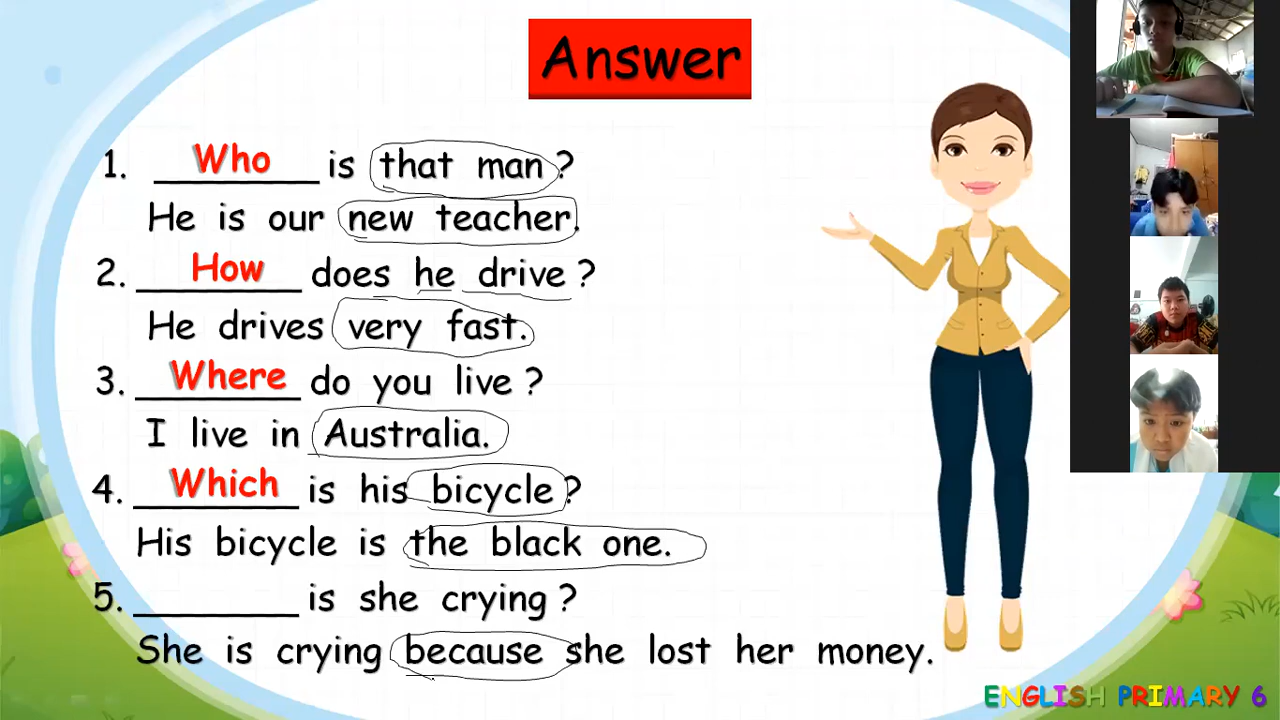 Answer
1. Who is that man ?
He is our new teacher.
2. How does he drive ?
He drives very fast.
3. Where do you live ?
I live in Australia.
4. Which is his bicycle ?
His bicycle is the black one.
5. ________ is she crying ?
She is crying because she lost her money.
ENGLISH PRIMARY 6